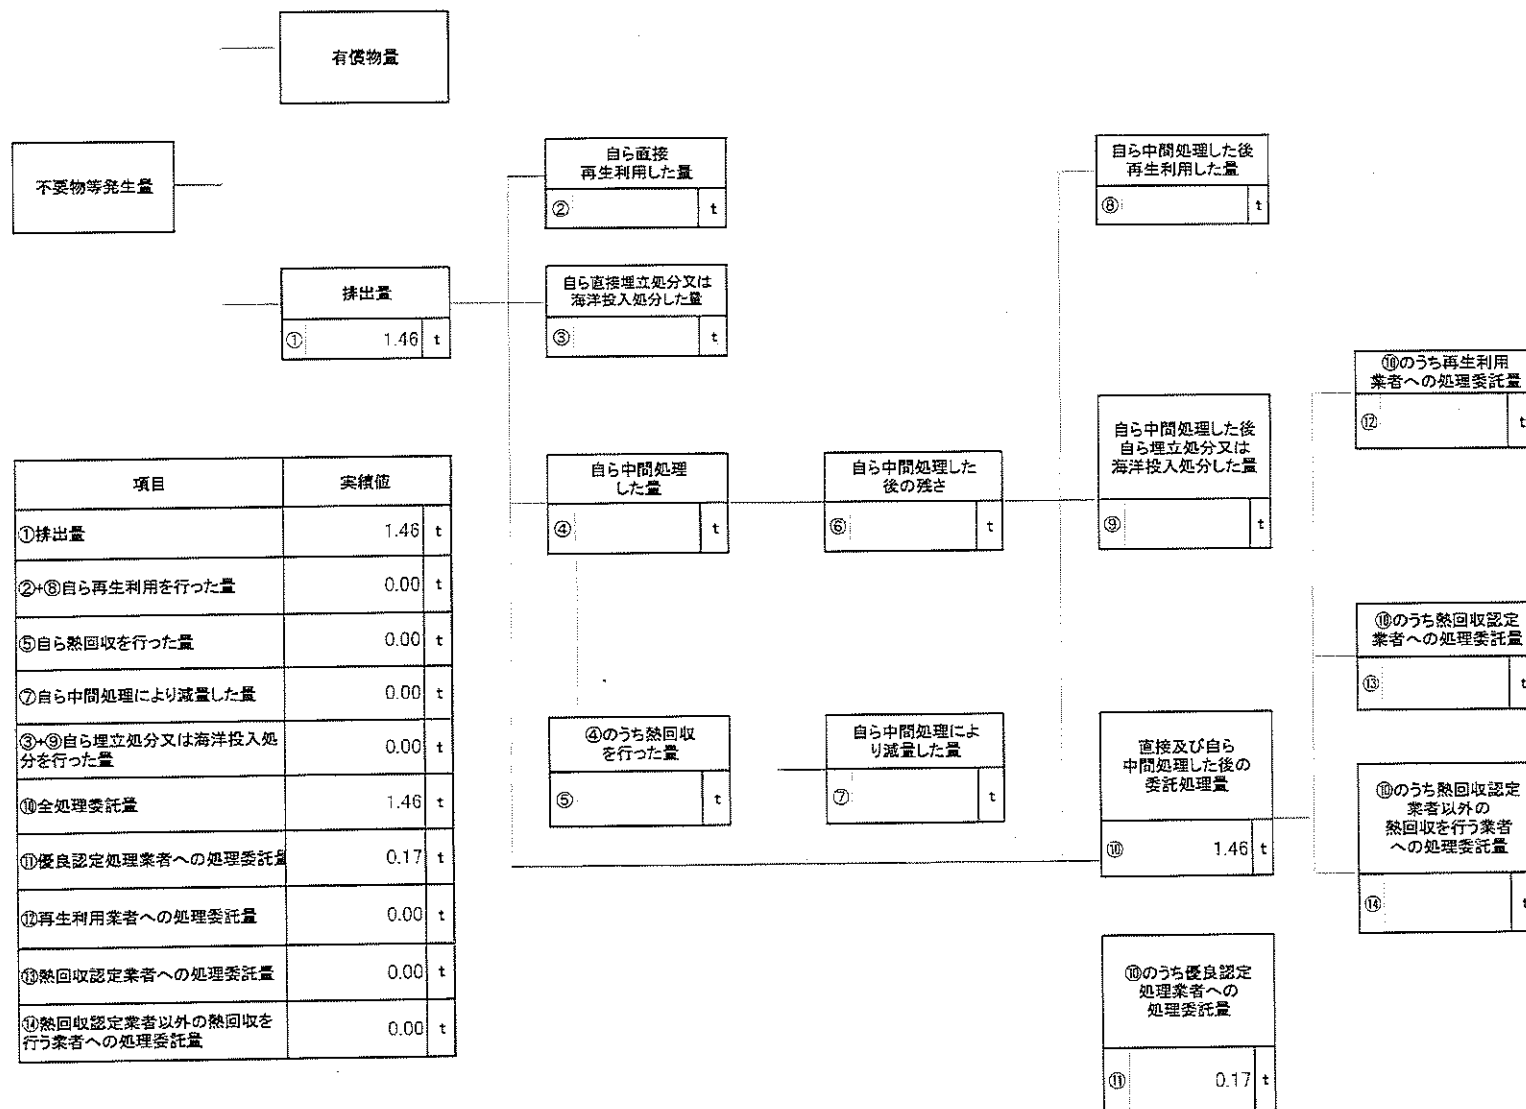 有償物量
不要物等発生量
排出量
① 1.46 t
自ら直接
再生利用した量
② t
自ら直接埋立処分又は
海洋投入処分した量
③ t
自ら中間処理
した量
④ t
④のうち熱回収
を行った量
⑤ t
自ら中間処理した
後の残さ
⑥ t
自ら中間処理によ
り減量した量
⑦ t
自ら中間処理した後
再生利用した量
⑧ t
自ら中間処理した後
自ら埋立処分又は
海洋投入処分した量
⑨ t
直接及び自ら
中間処理した後の
委託処理量
⑩ 1.46 t
⑩のうち優良認定
処理業者への
処理委託量
⑪ 0.17 t
⑩のうち再生利用
業者への処理委託量
⑫ t
⑩のうち熱回収認定
業者への処理委託量
⑬ t
⑩のうち熱回収認定
業者以外の
熱回収を行う業者
への処理委託量
⑭ t
項目 実績値
①排出量 1.46 t
②+⑧自ら再生利用を行った量 0.00 t
⑤自ら熱回収を行った量 0.00 t
⑦自ら中間処理により減量した量 0.00 t
③+⑨自ら埋立処分又は海洋投入処
分を行った量 0.00 t
⑩全処理委託量 1.46 t
⑪優良認定処理業者への処理委託量 0.17 t
⑫再生利用業者への処理委託量 0.00 t
⑬熱回収認定業者への処理委託量 0.00 t
⑭熱回収認定業者以外の熱回収を
行う業者への処理委託量 0.00 t